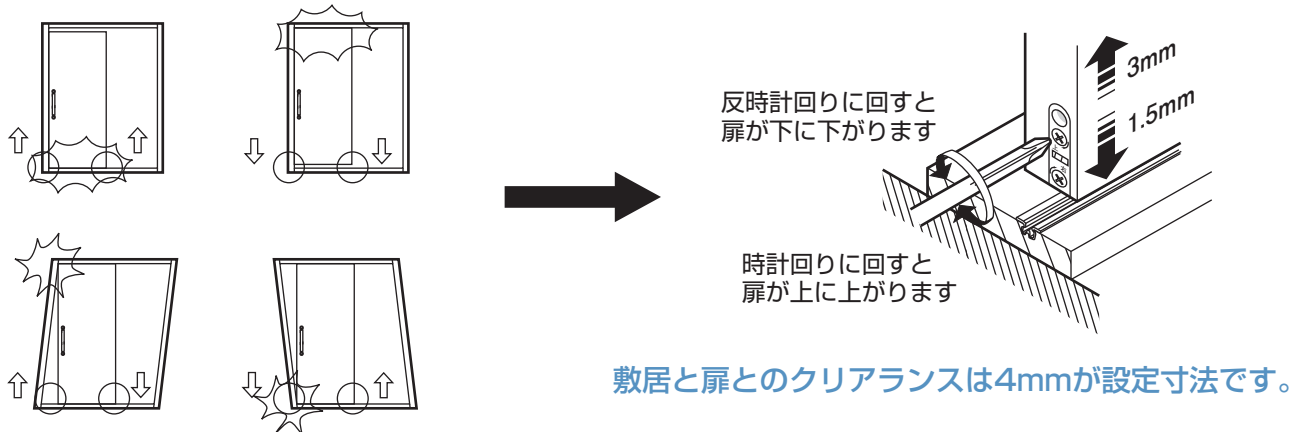 反時計回りに回すと
扉が下に下がります
3mm
1.5mm
時計回りに回すと
扉が上に上がります
敷居と扉とのクリアランスは4mmが設定寸法です。